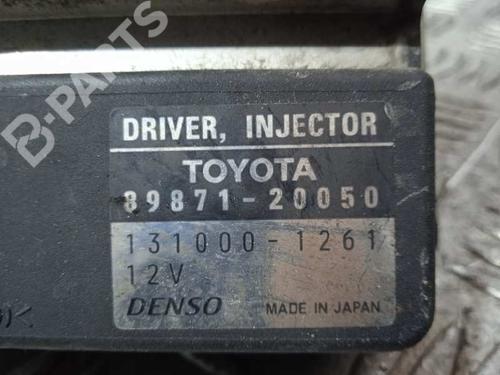 B-PARTS
DRIVER, INJECTOR
TOYOTA
89871-20050
131000-1261
12V
DENSO MADE IN JAPAN